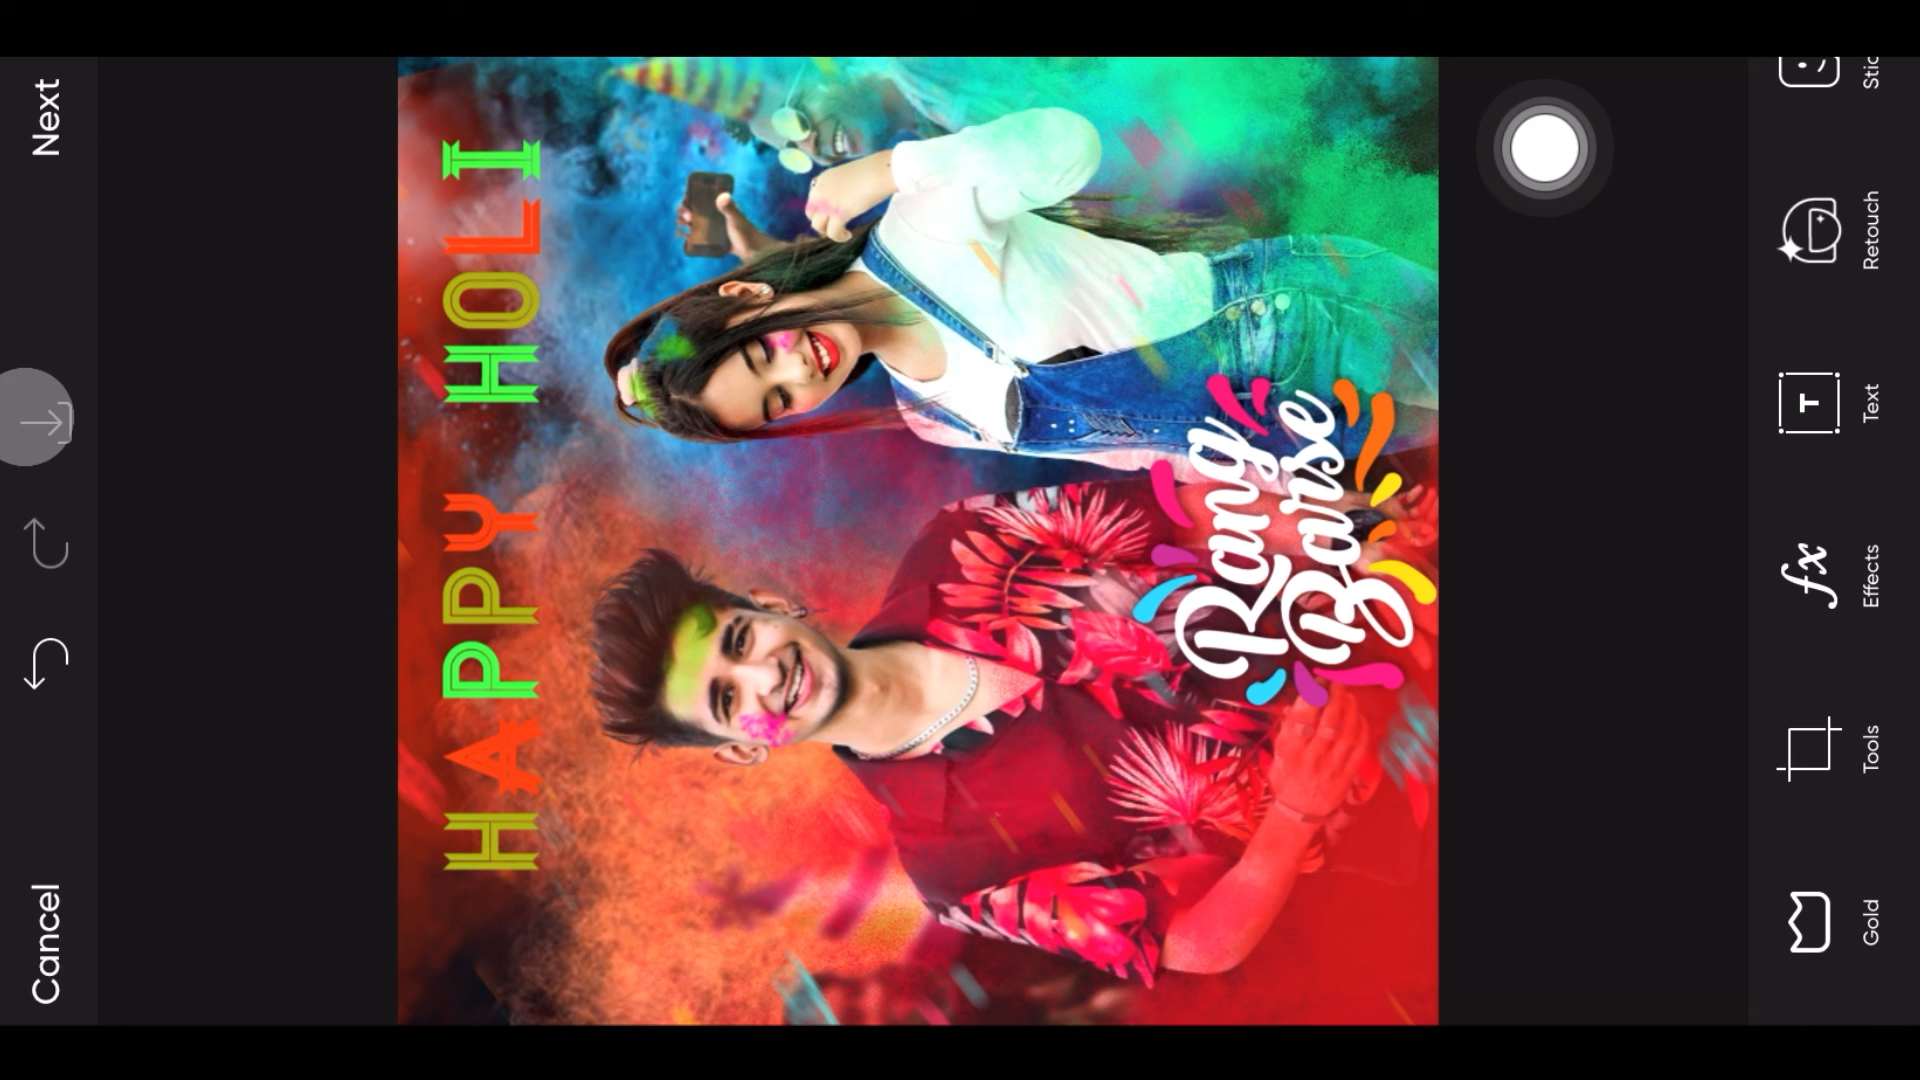 Cancel
Next
HAPPY HOLI
Rang
Barse
Gold
Tools
Effects
Text
Retouch
Stic